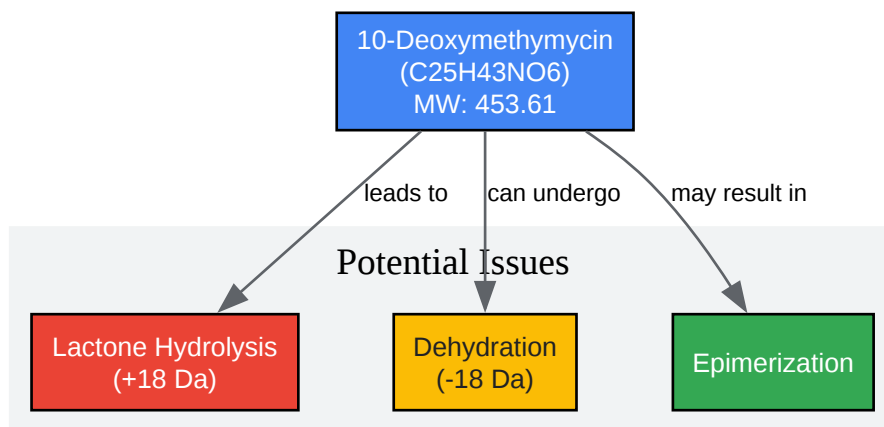 10-Deoxymethymycin
(C25H43NO6)
MW: 453.61
leads to
can undergo
may result in
Potential Issues
Lactone Hydrolysis
(+18 Da)
Dehydration
(-18 Da)
Epimerization